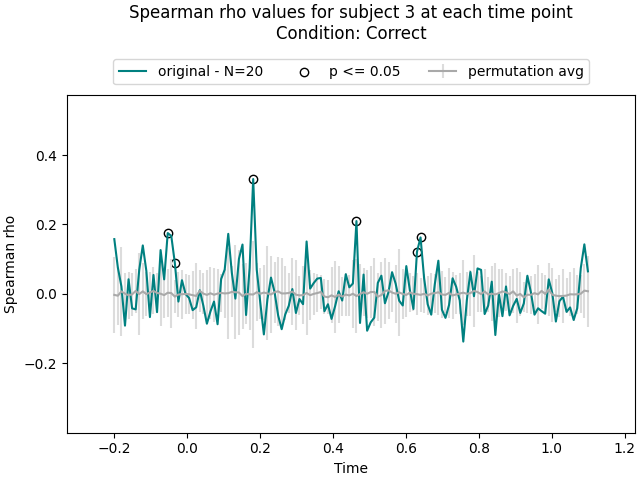 Spearman rho values for subject 3 at each time point
Condition: Correct
original - N=20
p <= 0.05
permutation avg
Spearman rho
0.4
0.2
0.0
−0.2
−0.2
0.0
0.2
0.4
0.6
0.8
1.0
1.2
Time